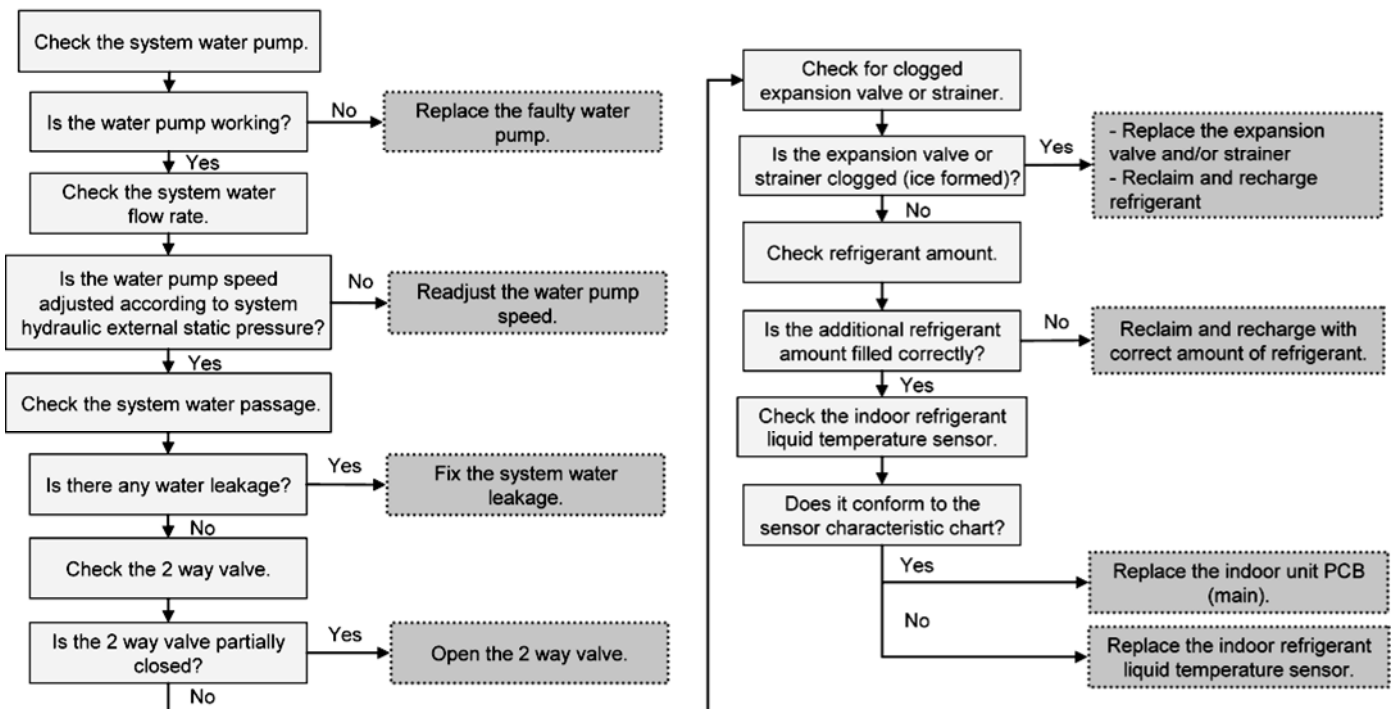 Check the system water pump.
Is the water pump working?
No
Replace the faulty water
pump.
Yes
Check the system water
flow rate.
Is the water pump speed
adjusted according to system
hydraulic external static pressure?
No
Readjust the water pump
speed.
Yes
Check the system water passage.
Is there any water leakage?
Yes
Fix the system water
leakage.
No
Check the 2 way valve.
Is the 2 way valve partially
closed?
Yes
Open the 2 way valve.
No
Check for clogged
expansion valve or strainer.
Is the expansion valve or
strainer clogged (ice formed)?
Yes
- Replace the expansion
valve and/or strainer
- Reclaim and recharge
refrigerant
No
Check refrigerant amount.
Is the additional refrigerant
amount filled correctly?
No
Reclaim and recharge with
correct amount of refrigerant.
Yes
Check the indoor refrigerant
liquid temperature sensor.
Does it conform to the
sensor characteristic chart?
Yes
Replace the indoor unit PCB
(main).
No
Replace the indoor refrigerant
liquid temperature sensor.